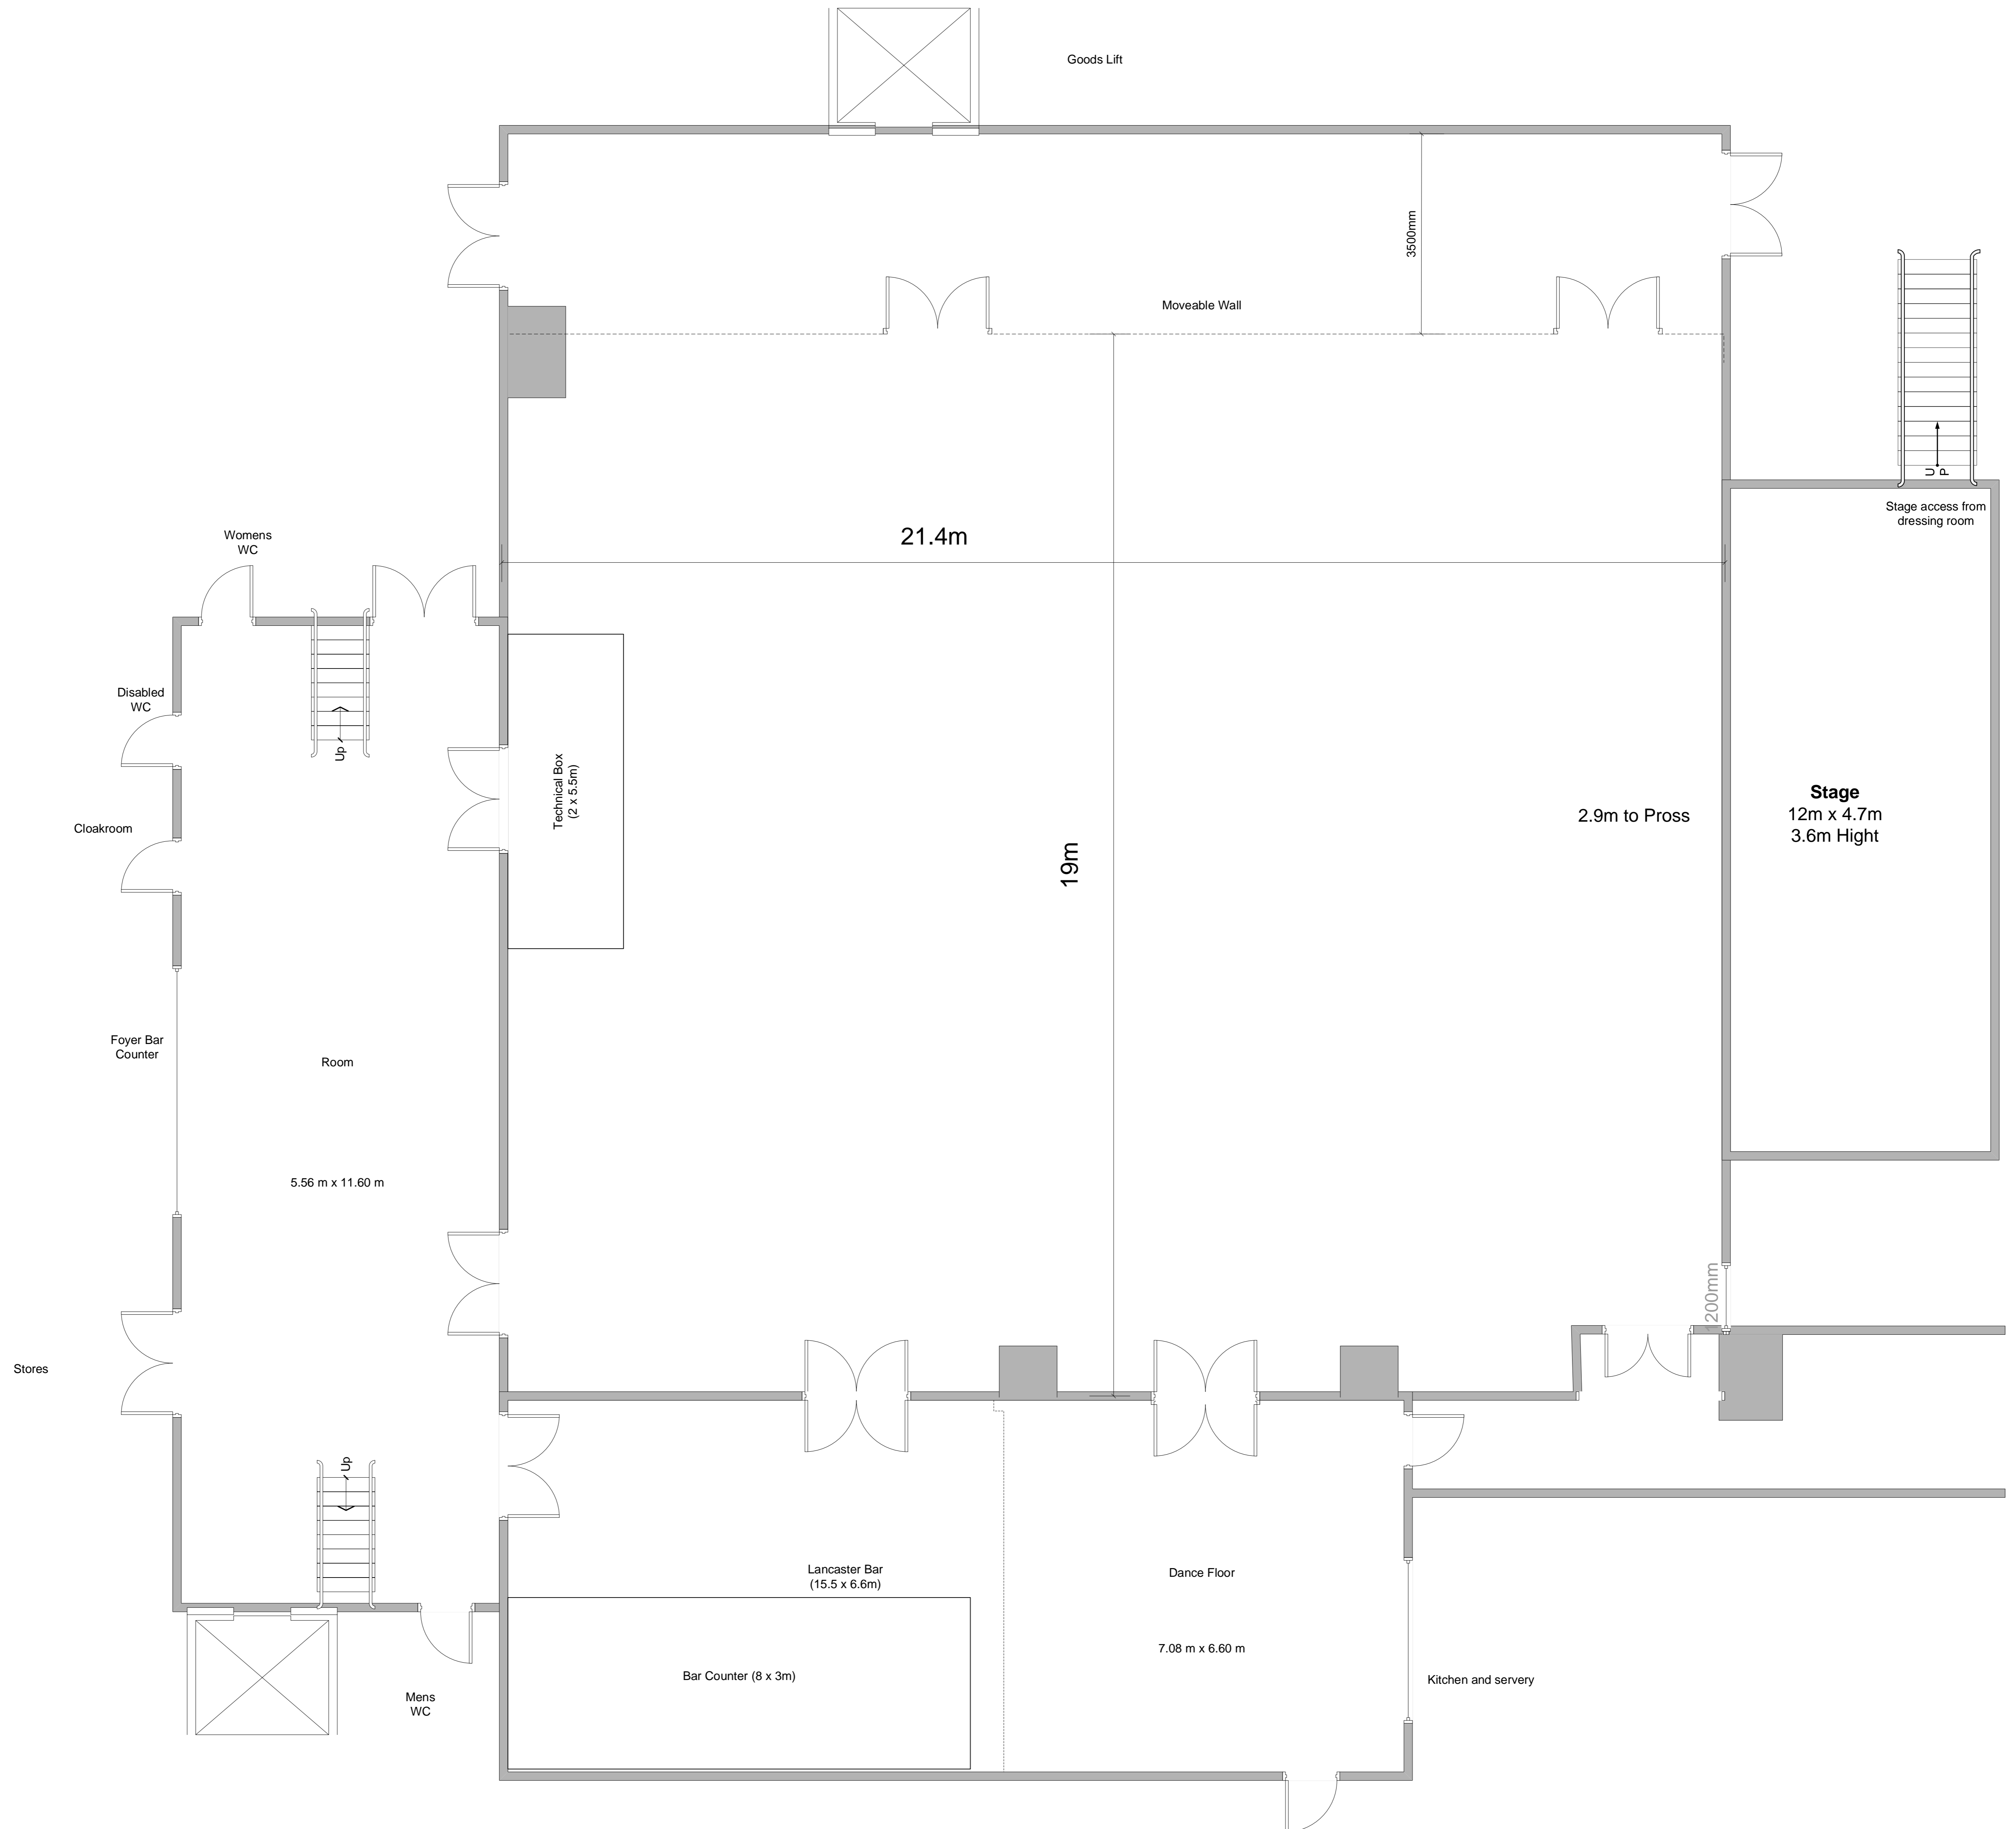 Goods Lift
3500mm
Moveable Wall
U
P
Stage access from
dressing room
21.4m
Womens
WC
Disabled
WC
Up
Technical Box
(2 x 5.5m)
Cloakroom
2.9m to Pross
Stage
12m x 4.7m
3.6m Hight
19m
Foyer Bar
Counter
Room
5.56 m x 11.60 m
1200mm
Stores
Up
Lancaster Bar
(15.5 x 6.6m)
Dance Floor
7.08 m x 6.60 m
Bar Counter (8 x 3m)
Kitchen and servery
Mens
WC